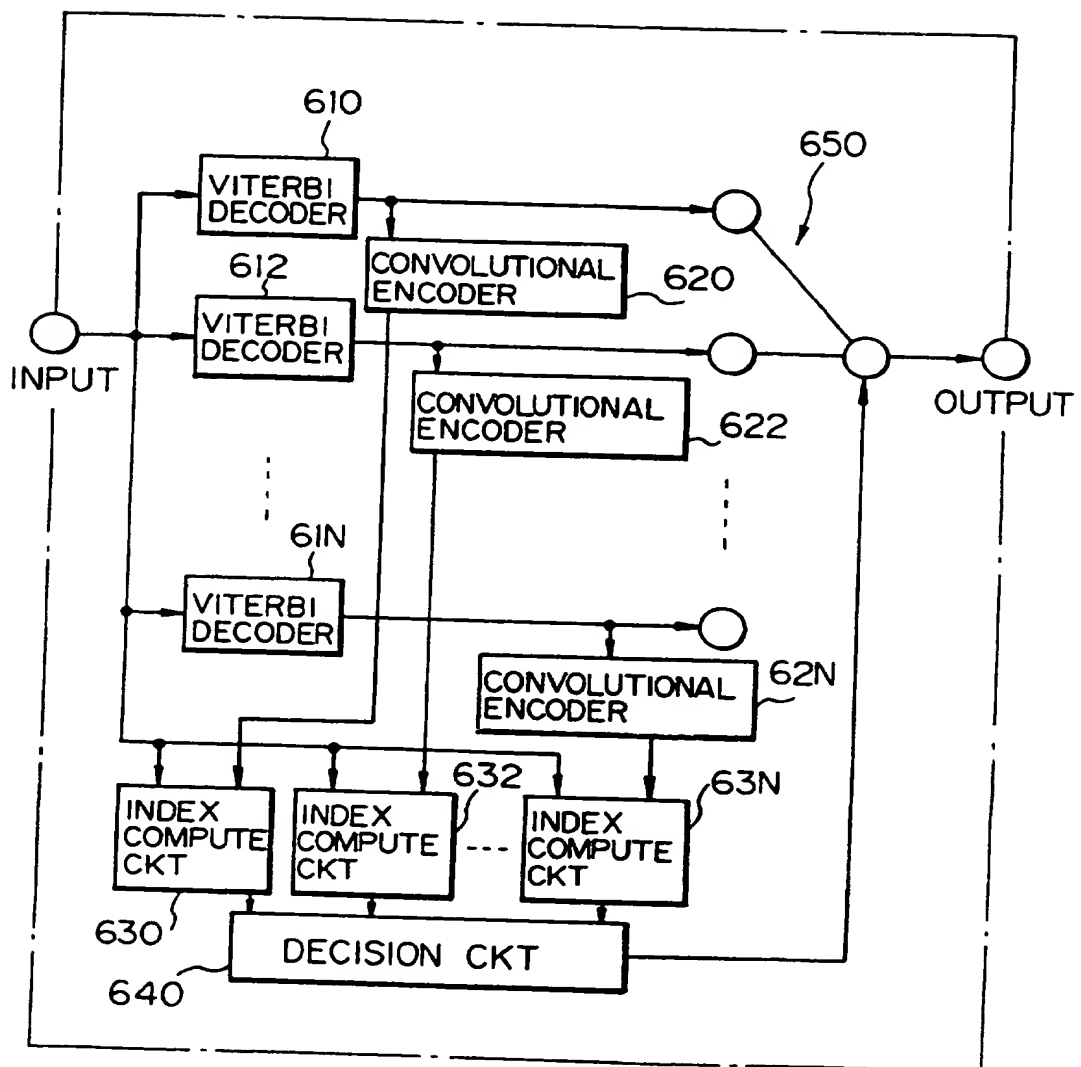 610
650
VITERBI
DECODER
612
CONVOLUTIONAL
ENCODER
620
VITERBI
DECODER
INPUT
OUTPUT
CONVOLUTIONAL
ENCODER
622
61N
VITERBI
DECODER
62N
CONVOLUTIONAL
ENCODER
632
63N
INDEX
COMPUTE
CKT
INDEX
COMPUTE
CKT
INDEX
COMPUTE
CKT
630
DECISION CKT
640